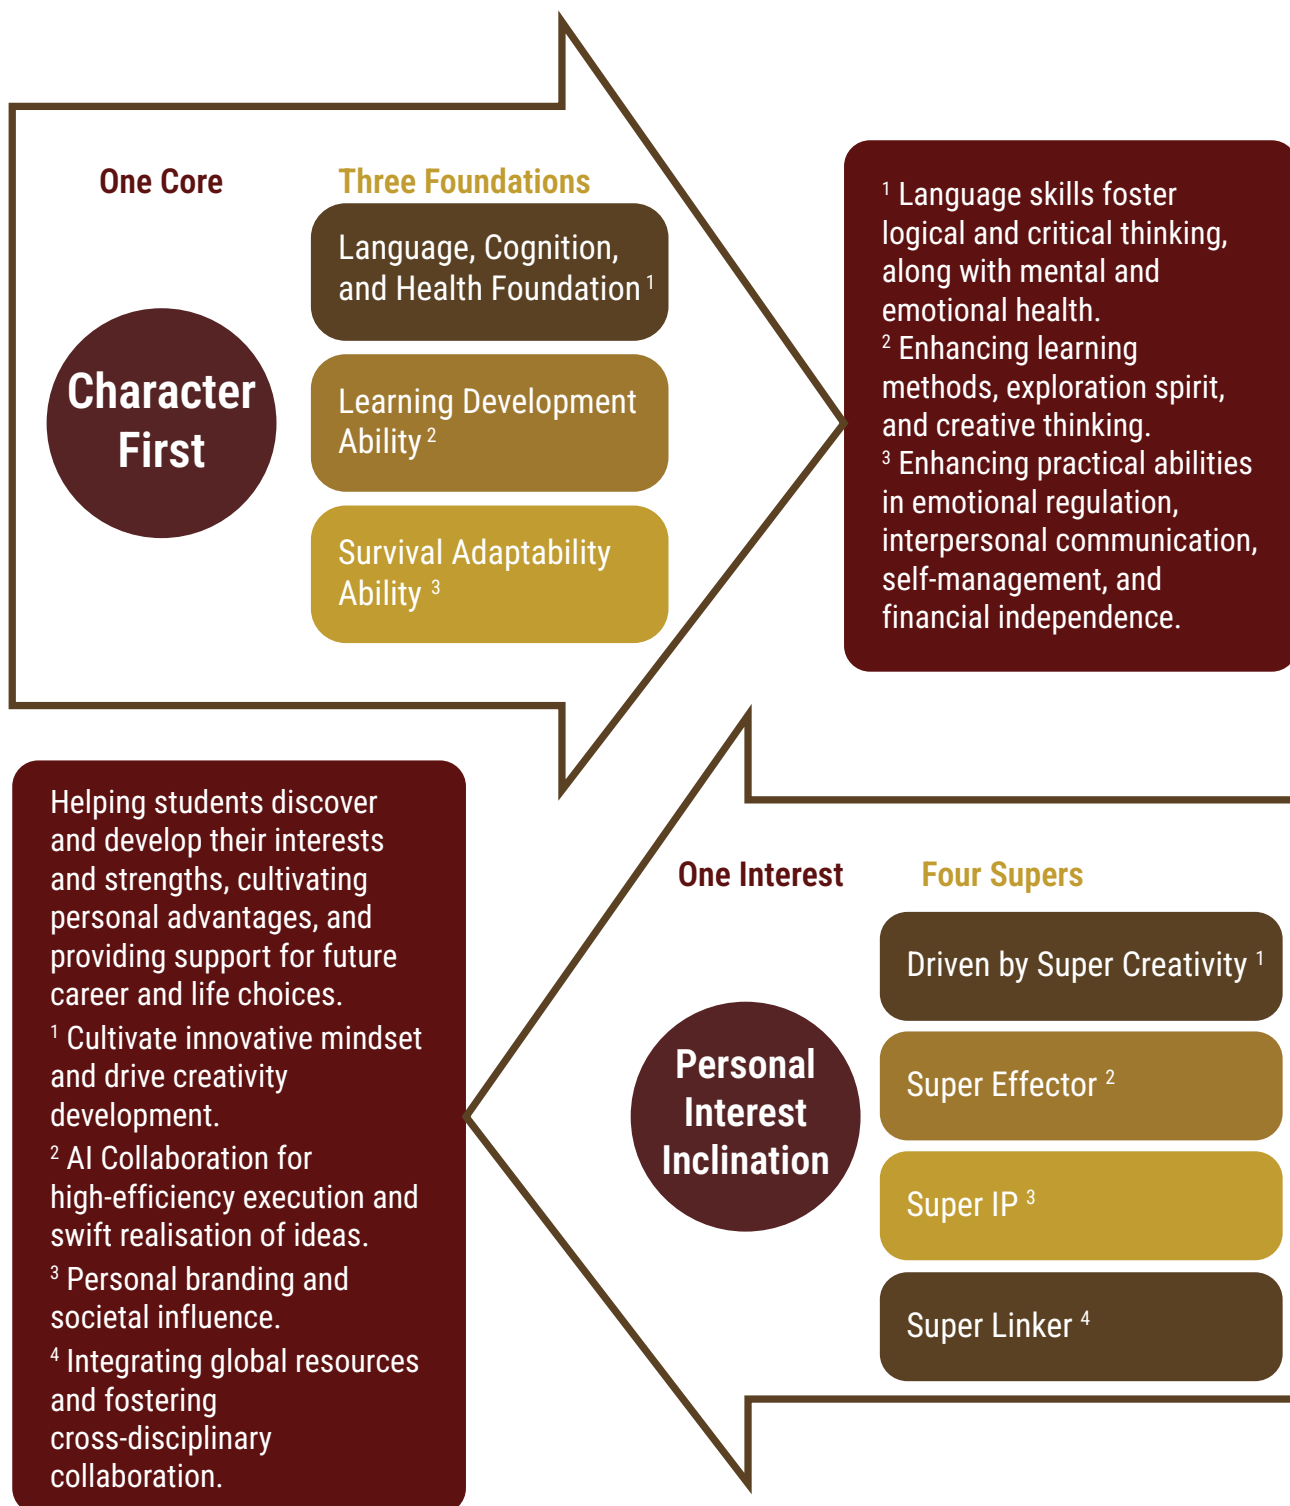 One Core
Three Foundations
Character
First
Language, Cognition,
and Health Foundation ¹
Learning Development
Ability ²
Survival Adaptability
Ability ³
¹ Language skills foster
logical and critical thinking,
along with mental and
emotional health.
² Enhancing learning
methods, exploration spirit,
and creative thinking.
³ Enhancing practical abilities
in emotional regulation,
interpersonal communication,
self-management, and
financial independence.
Helping students discover
and develop their interests
and strengths, cultivating
personal advantages, and
providing support for future
career and life choices.
¹ Cultivate innovative mindset
and drive creativity
development.
² AI Collaboration for
high-efficiency execution and
swift realisation of ideas.
³ Personal branding and
societal influence.
⁴ Integrating global resources
and fostering
cross-disciplinary
collaboration.
One Interest
Four Supers
Personal
Interest
Inclination
Driven by Super Creativity ¹
Super Effector ²
Super IP ³
Super Linker ⁴